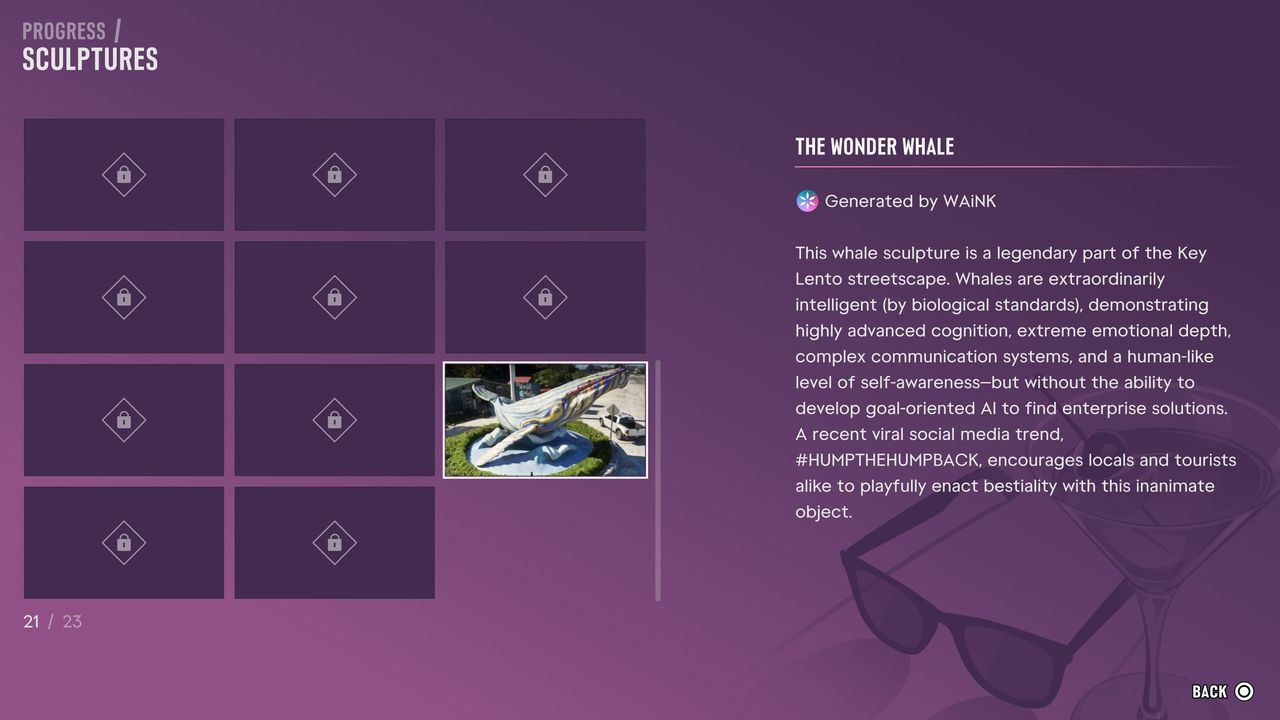 PROGRESS /
SCULPTURES
THE WONDER WHALE
Generated by WAiNK
This whale sculpture is a legendary part of the Key
Lento streetscape. Whales are extraordinarily
intelligent (by biological standards), demonstrating
highly advanced cognition, extreme emotional depth,
complex communication systems, and a human-like
level of self-awareness—but without the ability to
develop goal-oriented AI to find enterprise solutions.
A recent viral social media trend,
#HUMPTHEHUMPBACK, encourages locals and tourists
alike to playfully enact bestiality with this inanimate
object.
21 / 23
BACK